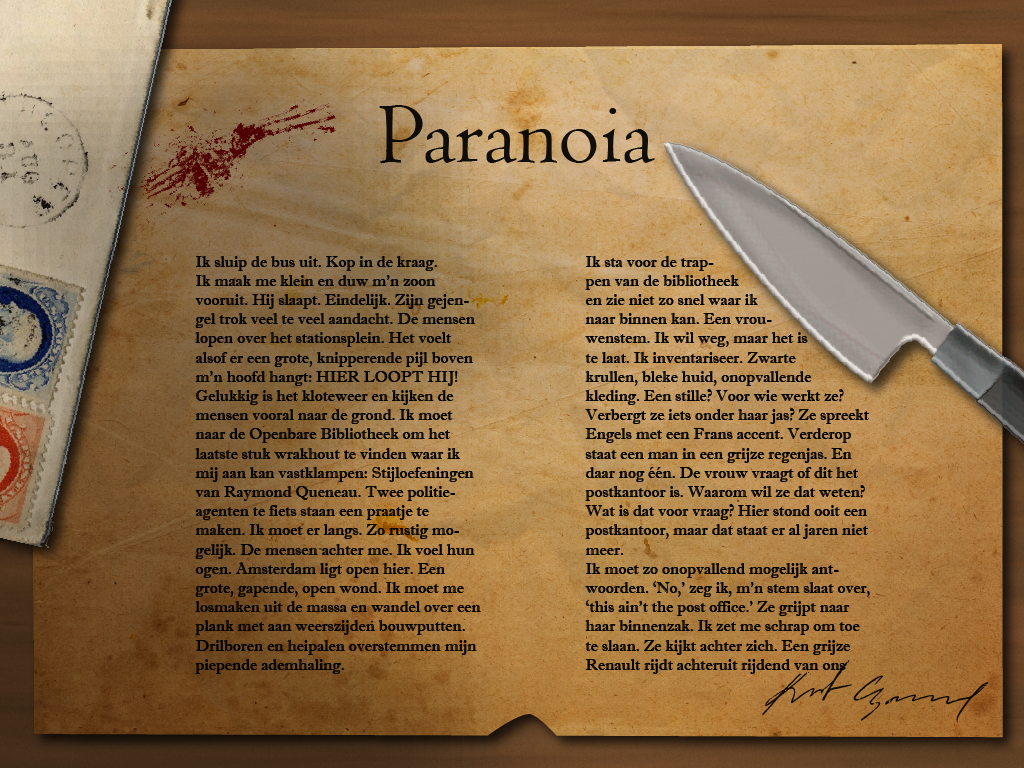 Paranoia
Ik sluip de bus uit. Kop in de kraag.
Ik maak me klein en duw m’n zoon
vooruit. Hij slaapt. Eindelijk. Zijn gejen-
gel trok veel te veel aandacht. De mensen
lopen over het stationsplein. Het voelt
alsof er een grote, knipperende pijl boven
m’n hoofd hangt: HIER LOOPT HIJ!
Gelukkig is het kloteweer en kijken de
mensen vooral naar de grond. Ik moet
naar de Openbare Bibliotheek om het
laatste stuk wrakhout te vinden waar ik
mij aan kan vastklampen: Stijloefeningen
van Raymond Queneau. Twee politie-
agenten te fiets staan een praatje te
maken. Ik moet er langs. Zo rustig mo-
gelijk. De mensen achter me. Ik voel hun
ogen. Amsterdam ligt open hier. Een
grote, gapende, open wond. Ik moet me
losmaken uit de massa en wandel over een
plank met aan weerszijden bouwputten.
Drilboren en heipalen overstemmen mijn
piepende ademhaling.
Ik sta voor de trap-
pen van de bibliotheek
en zie niet zo snel waar ik
naar binnen kan. Een vrou-
wenstem. Ik wil weg, maar het is
te laat. Ik inventariseer. Zwarte
krullen, bleke huid, onopvallende
kleding. Een stille? Voor wie werkt ze?
Verbergt ze iets onder haar jas? Ze spreekt
Engels met een Frans accent. Verderop
staat een man in een grijze regenjas. En
daar nog één. De vrouw vraagt of dit het
postkantoor is. Waarom wil ze dat weten?
Wat is dat voor vraag? Hier stond ooit een
postkantoor, maar dat staat er al jaren niet
meer.
Ik moet zo onopvallend mogelijk ant-
woorden. ‘No,’ zeg ik, m’n stem slaat over,
‘this ain’t the post office.’ Ze grijpt naar
haar binnenzak. Ik zet me schrap om toe
te slaan. Ze kijkt achter zich. Een grijze
Renault rijdt achteruit rijdend van ons